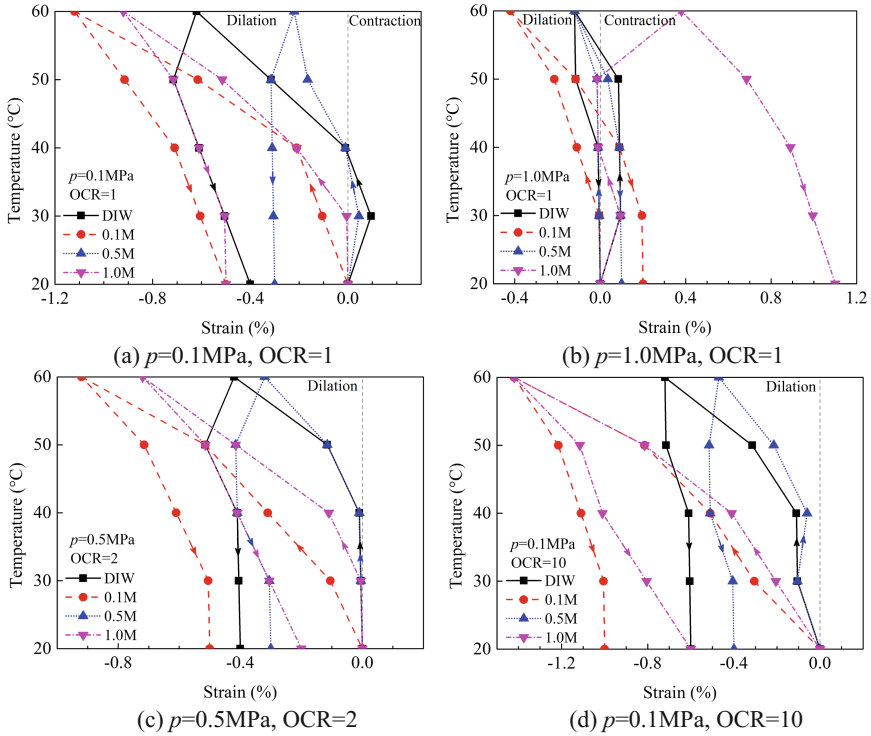 Dilation
Contraction
60
50
40
30
20
Temperature (°C)
p=0.1MPa
OCR=1
DIW
0.1M
0.5M
1.0M
-1.2 -0.8 -0.4 0.0
Strain (%)
(a) p=0.1MPa, OCR=1
Dilation
Contraction
60
50
40
30
20
Temperature (°C)
p=1.0MPa
OCR=1
DIW
0.1M
0.5M
1.0M
-0.4 0.0 0.4 0.8 1.2
Strain (%)
(b) p=1.0MPa, OCR=1
Dilation
60
50
40
30
20
Temperature (°C)
p=0.5MPa
OCR=2
DIW
0.1M
0.5M
1.0M
-0.8 -0.4 0.0
Strain (%)
(c) p=0.5MPa, OCR=2
Dilation
60
50
40
30
20
Temperature (°C)
p=0.1MPa
OCR=10
DIW
0.1M
0.5M
1.0M
-1.2 -0.8 -0.4 0.0
Strain (%)
(d) p=0.1MPa, OCR=10